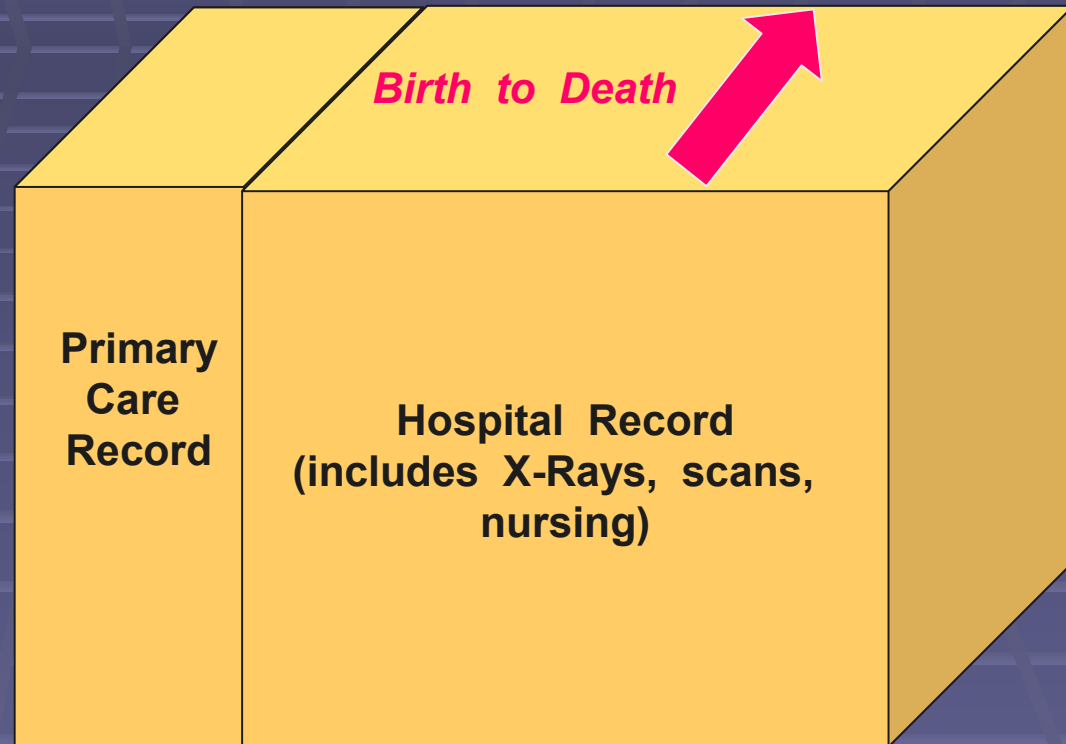 Birth to Death
Primary
Care
Record
Hospital Record
(includes X-Rays, scans,
nursing)